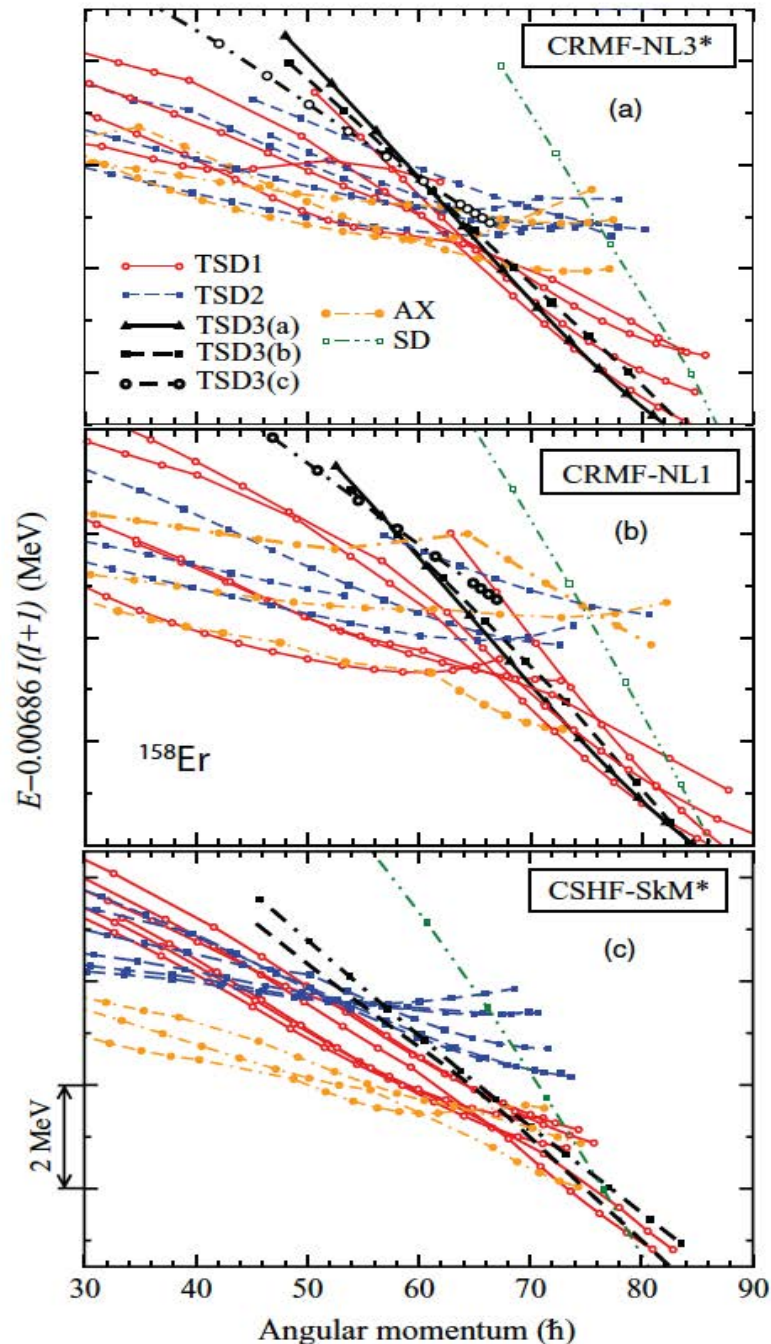 CRMF-NL3*
(a)
TSD1
TSD2
TSD3(a)
TSD3(b)
TSD3(c)
AX
SD
CRMF-NL1
(b)
¹⁵⁸Er
E–0.00686 I(I+1) (MeV)
CSHF-SkM*
(c)
2 MeV
30 40 50 60 70 80 90
Angular momentum (ħ)